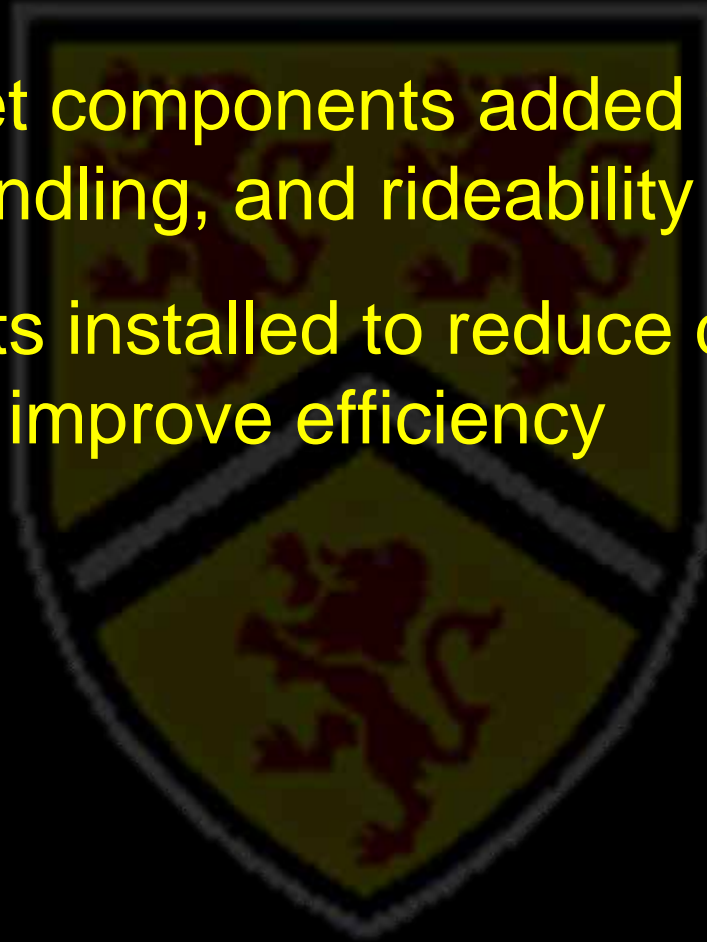 et components added
ndling, and rideability
ts installed to reduce
improve efficiency